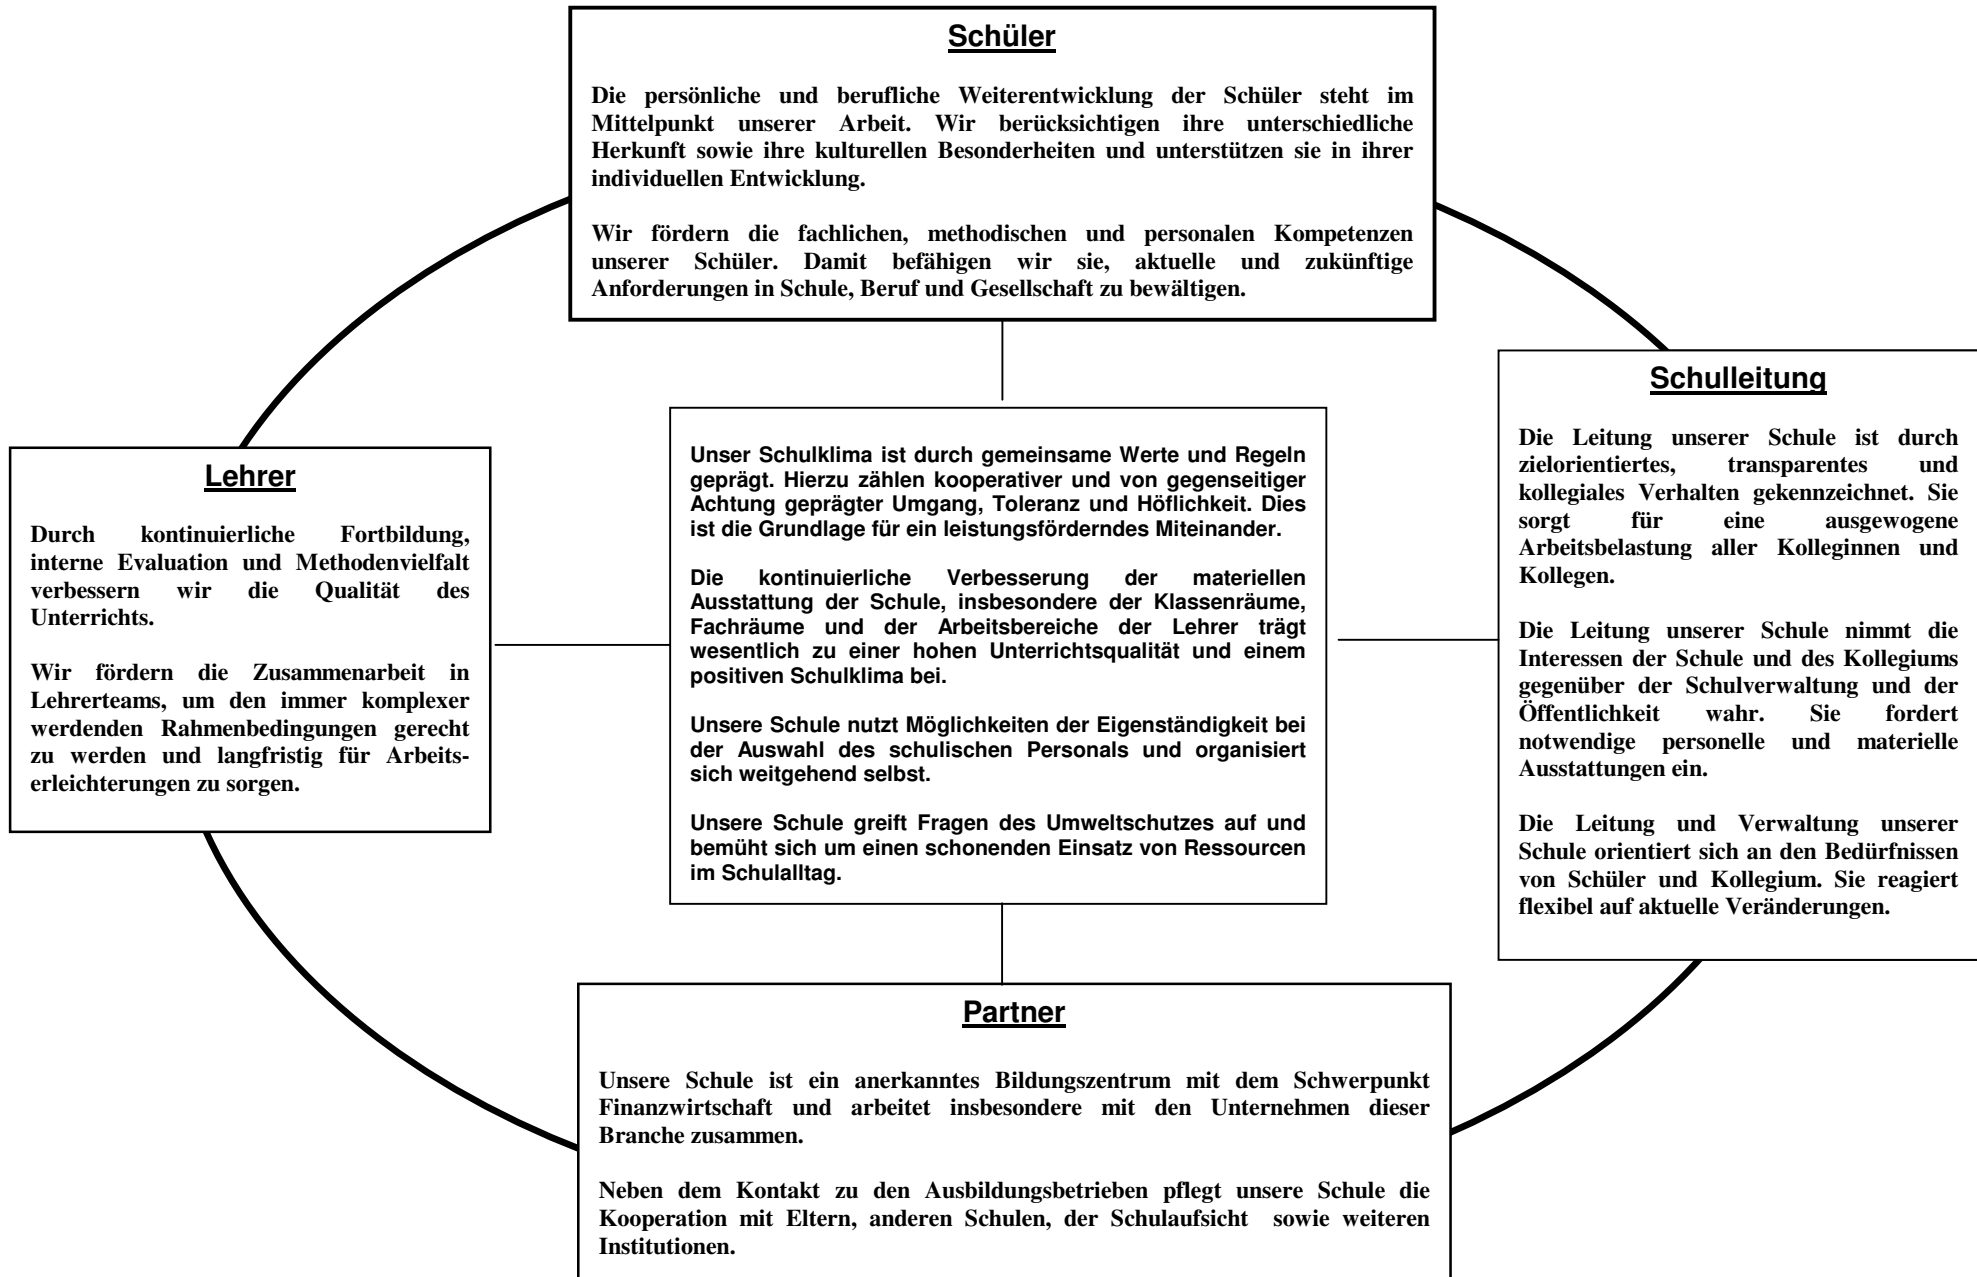 Schüler
Die persönliche und berufliche Weiterentwicklung der Schüler steht im
Mittelpunkt unserer Arbeit. Wir berücksichtigen ihre unterschiedliche
Herkunft sowie ihre kulturellen Besonderheiten und unterstützen sie in ihrer
individuellen Entwicklung.
Wir fördern die fachlichen, methodischen und personalen Kompetenzen
unserer Schüler. Damit befähigen wir sie, aktuelle und zukünftige
Anforderungen in Schule, Beruf und Gesellschaft zu bewältigen.
Lehrer
Durch kontinuierliche Fortbildung,
interne Evaluation und Methodenvielfalt
verbessern wir die Qualität des
Unterrichts.
Wir fördern die Zusammenarbeit in
Lehrerteams, um den immer komplexer
werdenden Rahmenbedingungen gerecht
zu werden und langfristig für Arbeits-
erleichterungen zu sorgen.
Unser Schulklima ist durch gemeinsame Werte und Regeln
geprägt. Hierzu zählen kooperativer und von gegenseitiger
Achtung geprägter Umgang, Toleranz und Höflichkeit. Dies
ist die Grundlage für ein leistungsförderndes Miteinander.
Die kontinuierliche Verbesserung der materiellen
Ausstattung der Schule, insbesondere der Klassenräume,
Fachräume und der Arbeitsbereiche der Lehrer trägt
wesentlich zu einer hohen Unterrichtsqualität und einem
positiven Schulklima bei.
Unsere Schule nutzt Möglichkeiten der Eigenständigkeit bei
der Auswahl des schulischen Personals und organisiert
sich weitgehend selbst.
Unsere Schule greift Fragen des Umweltschutzes auf und
bemüht sich um einen schonenden Einsatz von Ressourcen
im Schulalltag.
Schulleitung
Die Leitung unserer Schule ist durch
zielorientiertes, transparentes und
kollegiales Verhalten gekennzeichnet. Sie
sorgt für eine ausgewogene
Arbeitsbelastung aller Kolleginnen und
Kollegen.
Die Leitung unserer Schule nimmt die
Interessen der Schule und des Kollegiums
gegenüber der Schulverwaltung und der
Öffentlichkeit wahr. Sie fordert
notwendige personelle und materielle
Ausstattungen ein.
Die Leitung und Verwaltung unserer
Schule orientiert sich an den Bedürfnissen
von Schüler und Kollegium. Sie reagiert
flexibel auf aktuelle Veränderungen.
Partner
Unsere Schule ist ein anerkanntes Bildungszentrum mit dem Schwerpunkt
Finanzwirtschaft und arbeitet insbesondere mit den Unternehmen dieser
Branche zusammen.
Neben dem Kontakt zu den Ausbildungsbetrieben pflegt unsere Schule die
Kooperation mit Eltern, anderen Schulen, der Schulaufsicht sowie weiteren
Institutionen.